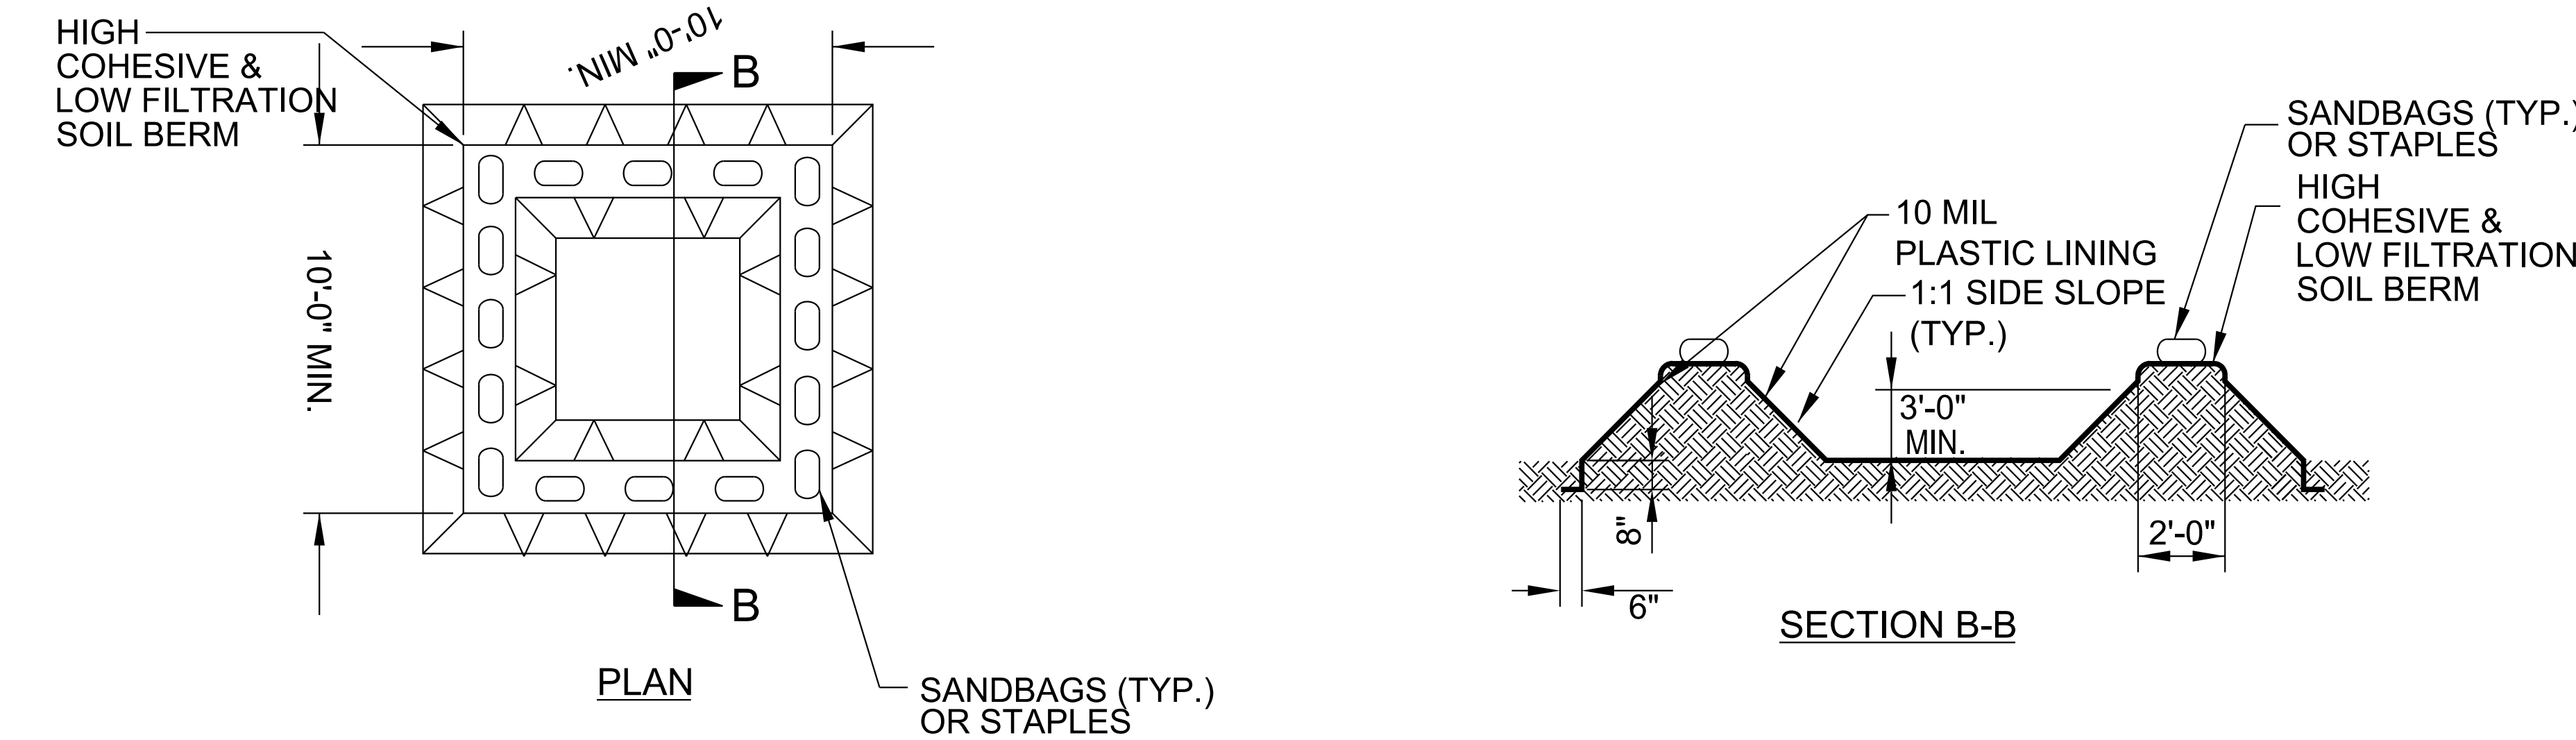 HIGH
COHESIVE &
LOW FILTRATION
SOIL BERM
10'-0" MIN.
B
10'-0" MIN.
B
PLAN
SANDBAGS (TYP.)
OR STAPLES
SANDBAGS (TYP.)
OR STAPLES
HIGH
COHESIVE &
LOW FILTRATION
SOIL BERM
10 MIL
PLASTIC LINING
1:1 SIDE SLOPE
(TYP.)
3'-0"
MIN.
8"
2'-0"
6"
SECTION B-B